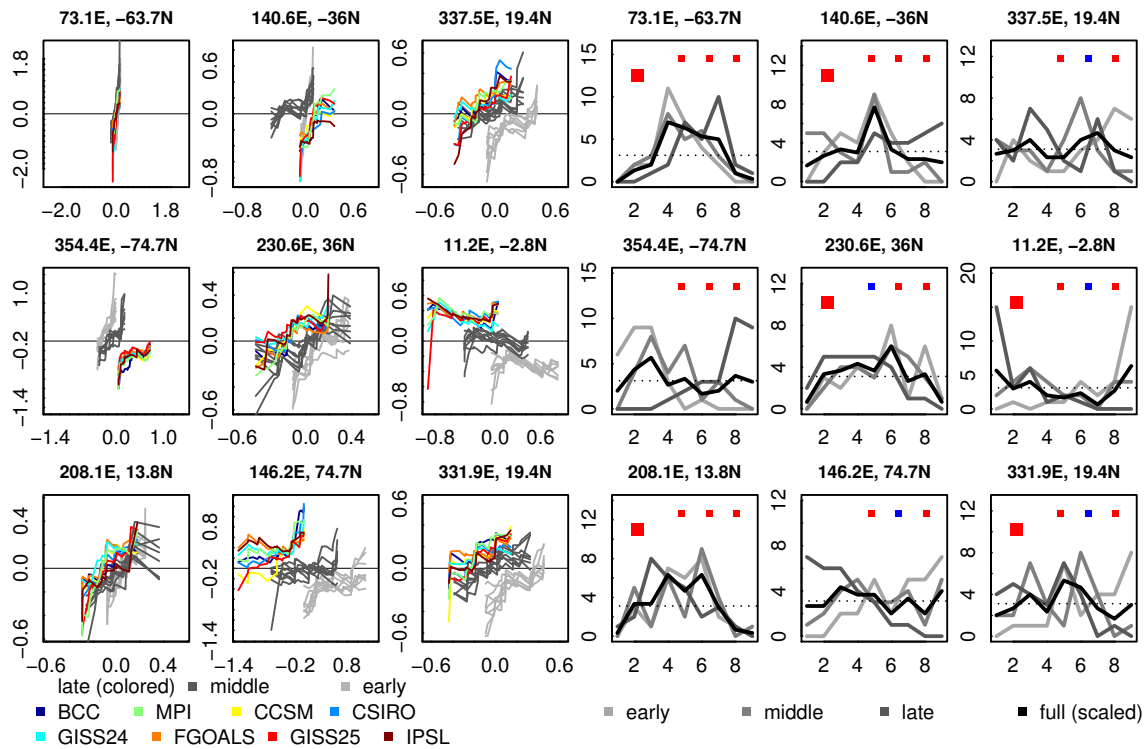 73.1E, −63.7N 140.6E, −36N 337.5E, 19.4N 73.1E, −63.7N 140.6E, −36N 337.5E, 19.4N
−2.0 0.0 1.8
−0.8 0.0 0.6
−0.6 0.0 0.6
0 5 10 15
0 4 8 12
0 4 8 12
−2.0 0.0 1.8 −0.8 0.0 0.6 −0.6 0.0 0.6 2 4 6 8 2 4 6 8 2 4 6 8
354.4E, −74.7N 230.6E, 36N 11.2E, −2.8N 354.4E, −74.7N 230.6E, 36N 11.2E, −2.8N
−1.4 −0.2 1.0
−0.6 0.0 0.4
−0.8 0.0 0.6
0 5 10 15
0 4 8 12
0 5 10 20
−1.4 0.0 1.0 −0.6 0.0 0.4 −0.8 0.0 0.6 2 4 6 8 2 4 6 8 2 4 6 8
208.1E, 13.8N 146.2E, 74.7N 331.9E, 19.4N 208.1E, 13.8N 146.2E, 74.7N 331.9E, 19.4N
−0.6 0.0 0.4
−1.4 −0.2 0.8
−0.6 0.0 0.6
0 4 8 12
0 4 8 12
0 4 8 12
−0.6 0.0 0.4 −1.4 −0.2 0.8 −0.6 0.0 0.6 2 4 6 8 2 4 6 8 2 4 6 8
late (colored) middle early
BCC MPI CCSM CSIRO early middle late full (scaled)
GISS24 FGOALS GISS25 IPSL